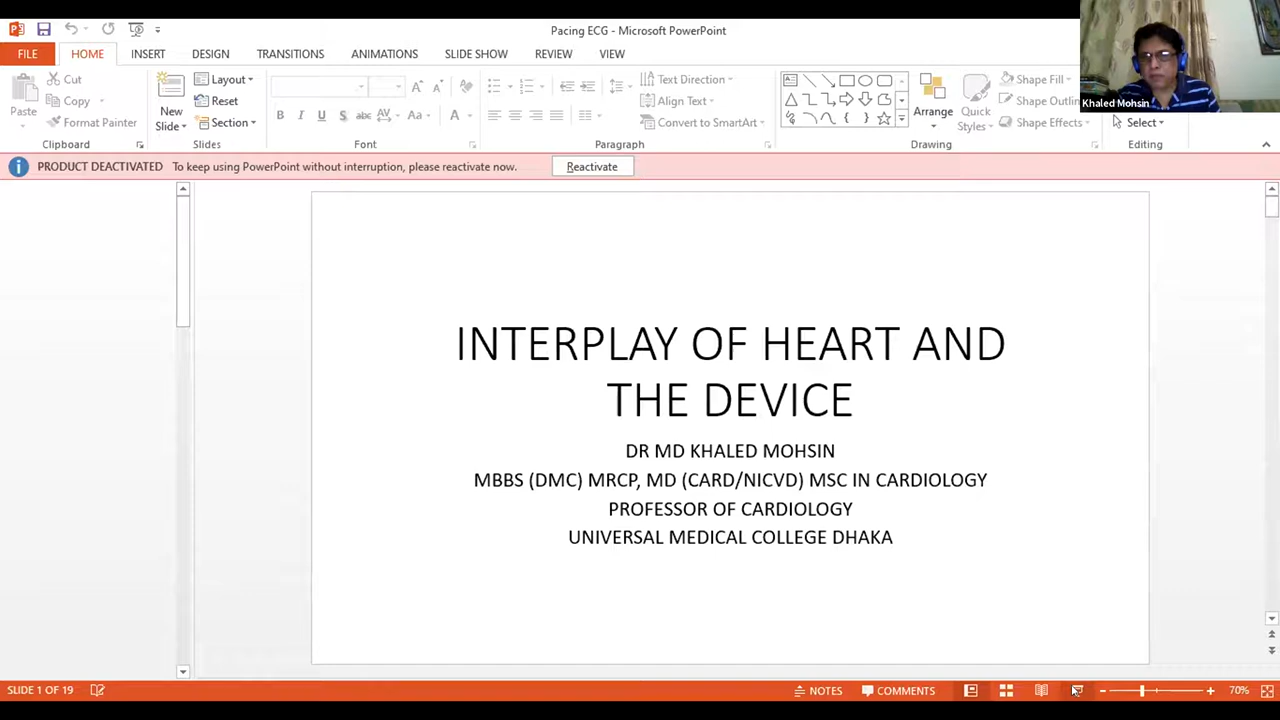 Pacing ECG - Microsoft PowerPoint
FILE HOME INSERT DESIGN TRANSITIONS ANIMATIONS SLIDE SHOW REVIEW VIEW
Khaled Mohsin
Paste
Cut
Copy
Format Painter
Clipboard
New Slide
Layout
Reset
Section
Slides
B I U S abc AV Aa A
Font
Text Direction
Align Text
Convert to SmartArt
Paragraph
Arrange
Quick Styles
Shape Fill
Shape Outline
Shape Effects
Drawing
Select
Editing
PRODUCT DEACTIVATED To keep using PowerPoint without interruption, please reactivate now. Reactivate
INTERPLAY OF HEART AND
THE DEVICE
DR MD KHALED MOHSIN
MBBS (DMC) MRCP, MD (CARD/NICVD) MSC IN CARDIOLOGY
PROFESSOR OF CARDIOLOGY
UNIVERSAL MEDICAL COLLEGE DHAKA
SLIDE 1 OF 19 NOTES COMMENTS 70%